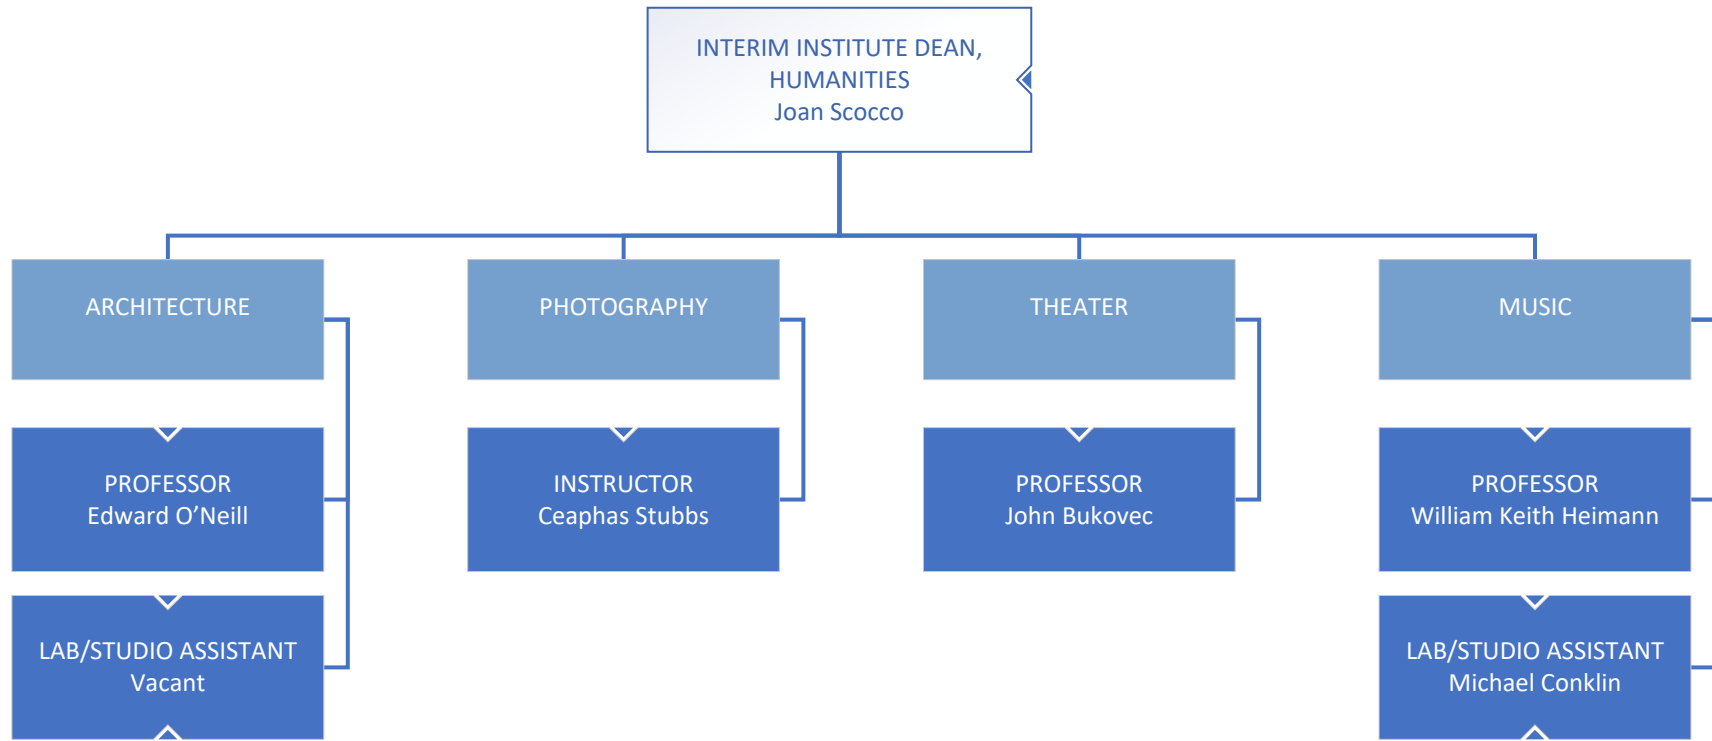 INTERIM INSTITUTE DEAN,
HUMANITIES
Joan Scocco
ARCHITECTURE
PHOTOGRAPHY
THEATER
MUSIC
PROFESSOR
Edward O’Neill
INSTRUCTOR
Ceaphas Stubbs
PROFESSOR
John Bukovec
PROFESSOR
William Keith Heimann
LAB/STUDIO ASSISTANT
Vacant
LAB/STUDIO ASSISTANT
Michael Conklin